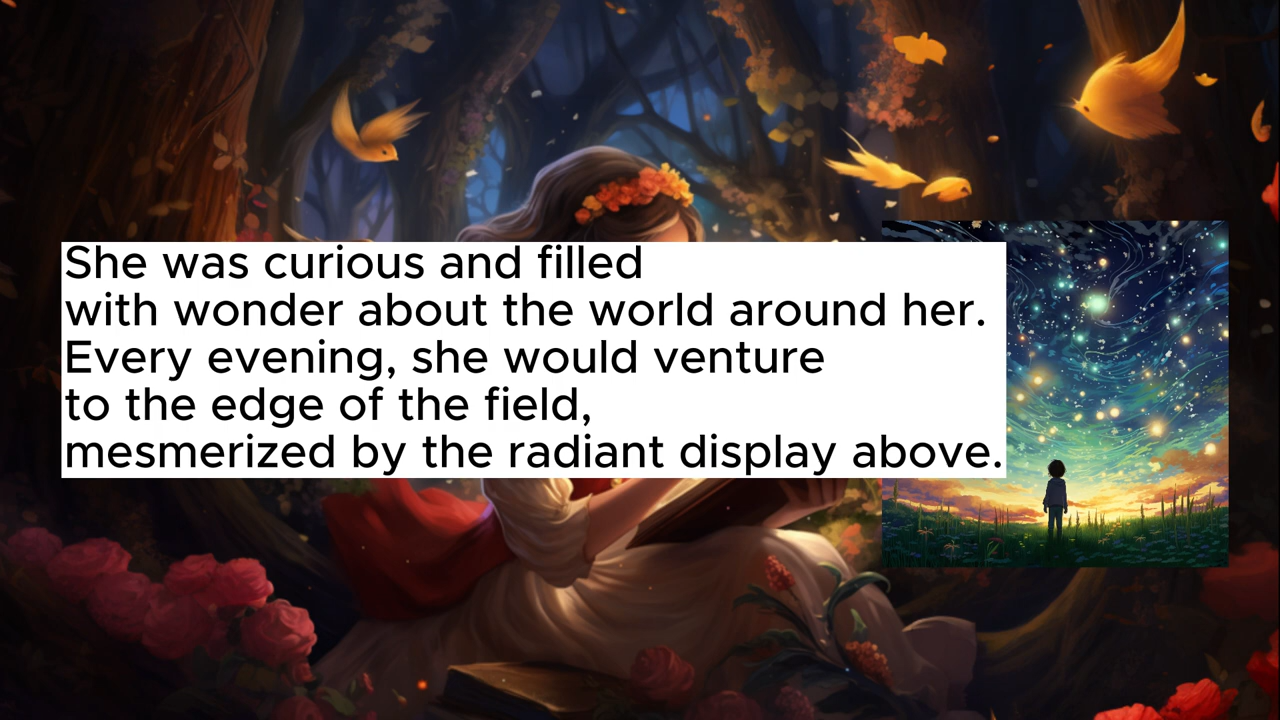 She was curious and filled
with wonder about the world around her.
Every evening, she would venture
to the edge of the field,
mesmerized by the radiant display above.